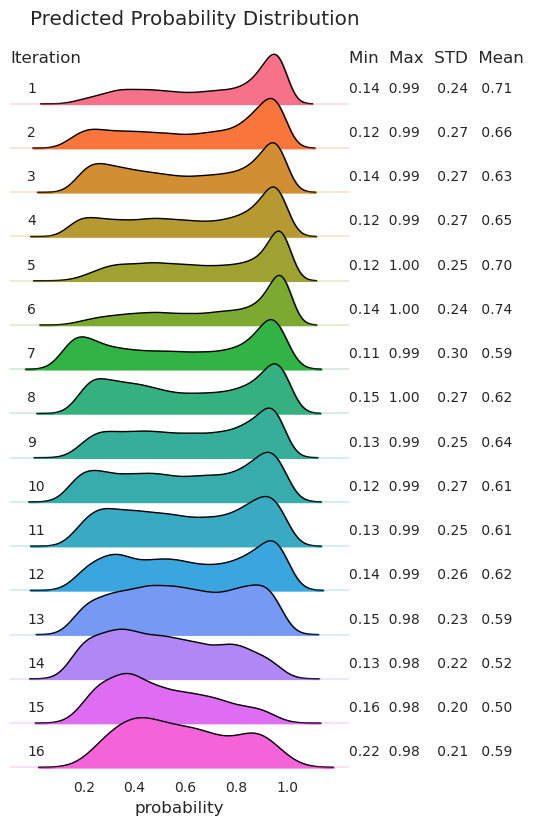 Predicted Probability Distribution
Iteration Min Max STD Mean
1 0.14 0.99 0.24 0.71
2 0.12 0.99 0.27 0.66
3 0.14 0.99 0.27 0.63
4 0.12 0.99 0.27 0.65
5 0.12 1.00 0.25 0.70
6 0.14 1.00 0.24 0.74
7 0.11 0.99 0.30 0.59
8 0.15 1.00 0.27 0.62
9 0.13 0.99 0.25 0.64
10 0.12 0.99 0.27 0.61
11 0.13 0.99 0.25 0.61
12 0.14 0.99 0.26 0.62
13 0.15 0.98 0.23 0.59
14 0.13 0.98 0.22 0.52
15 0.16 0.98 0.20 0.50
16 0.22 0.98 0.21 0.59
0.2 0.4 0.6 0.8 1.0
probability